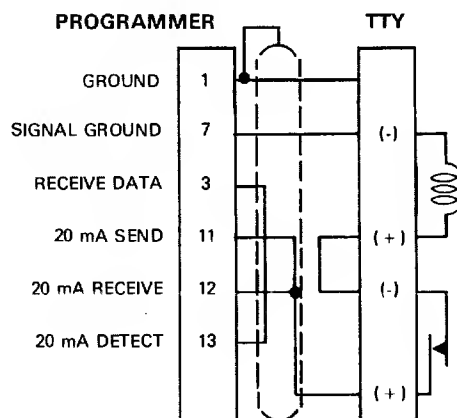 PROGRAMMER TTY
GROUND 1
SIGNAL GROUND 7 (-)
RECEIVE DATA 3
20 mA SEND 11 (+)
20 mA RECEIVE 12 (-)
20 mA DETECT 13
(+)